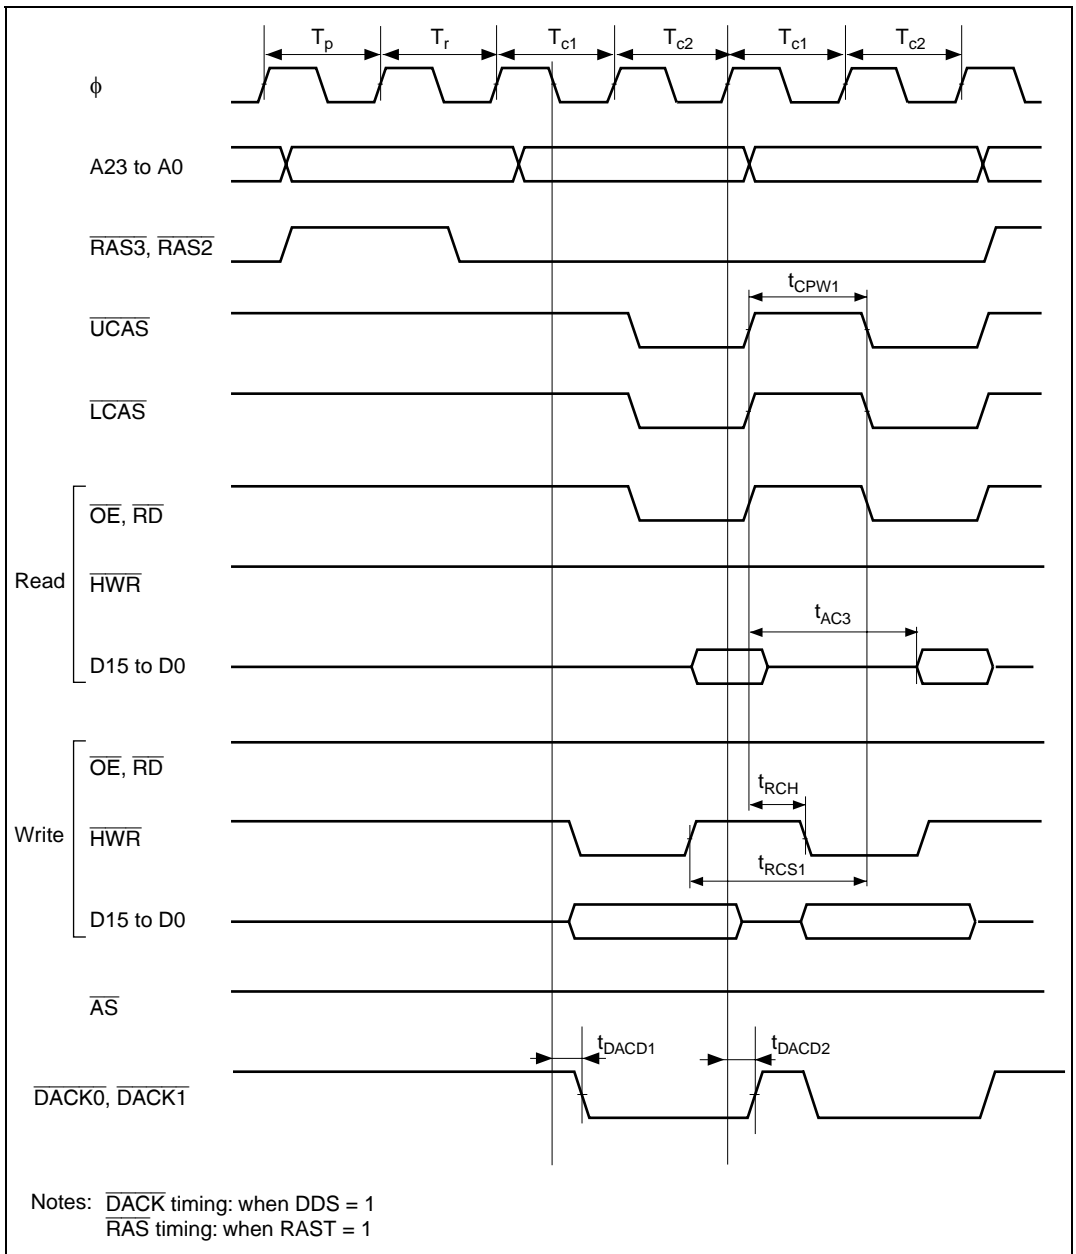 Tp Tr Tc1 Tc2 Tc1 Tc2
ϕ
A23 to A0
RAS3, RAS2
tCPW1
UCAS
LCAS
OE, RD
Read
HWR
tAC3
D15 to D0
OE, RD
tRCH
Write
HWR
tRCS1
D15 to D0
AS
tDACD1 tDACD2
DACK0, DACK1
Notes: DACK timing: when DDS = 1
RAS timing: when RAST = 1